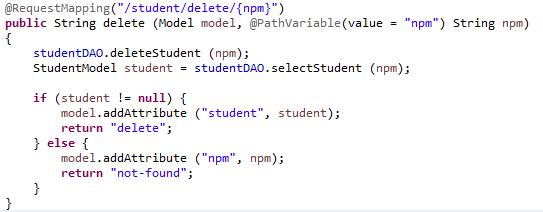 @RequestMapping("/student/delete/{npm}")
public String delete (Model model, @PathVariable(value = "npm") String npm)
{
    studentDAO.deleteStudent (npm);
    StudentModel student = studentDAO.selectStudent (npm);

    if (student != null) {
        model.addAttribute ("student", student);
        return "delete";
    } else {
        model.addAttribute ("npm", npm);
        return "not-found";
    }
}